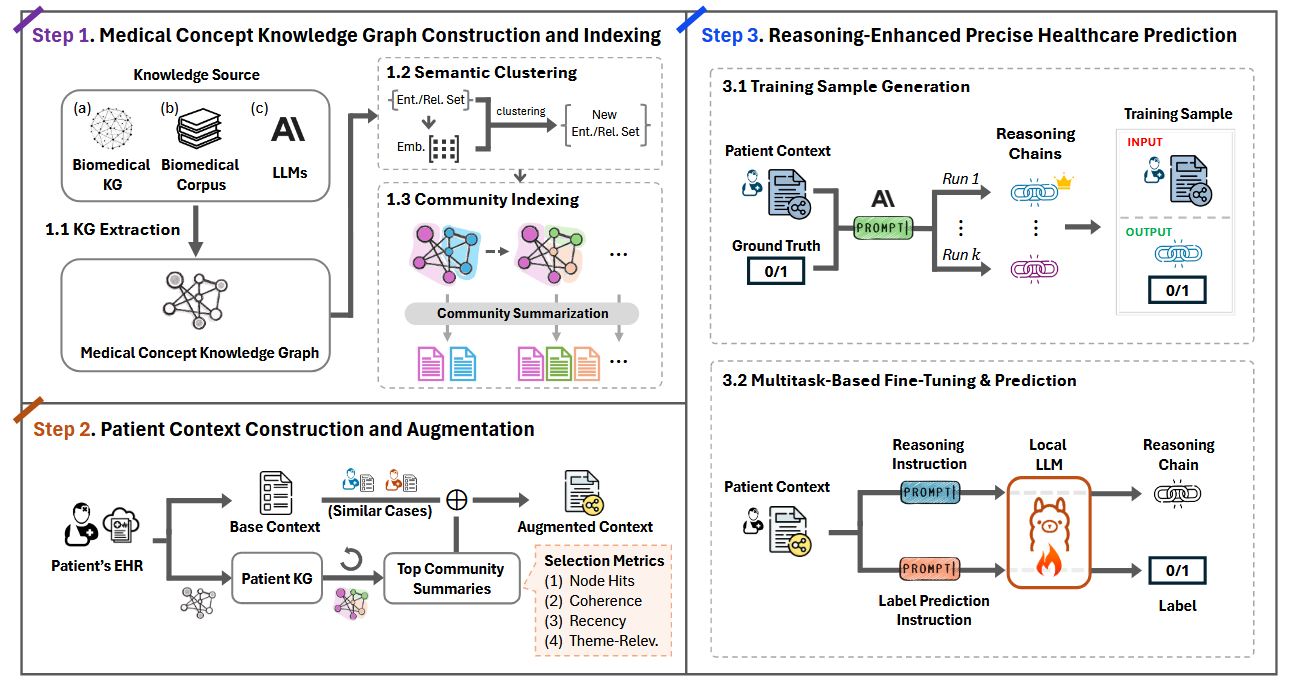 Step 1. Medical Concept Knowledge Graph Construction and Indexing
Knowledge Source
(a)
(b)
(c)
A\
Biomedical
KG
Biomedical
Corpus
LLMs
1.1 KG Extraction
Medical Concept Knowledge Graph
1.2 Semantic Clustering
Ent./Rel. Set
Emb.
clustering
New
Ent./Rel. Set
1.3 Community Indexing
...
Community Summarization
...
Step 2. Patient Context Construction and Augmentation
Patient's EHR
Base Context
(Similar Cases)
Augmented Context
Patient KG
Top Community
Summaries
Selection Metrics
(1) Node Hits
(2) Coherence
(3) Recency
(4) Theme-Relev.
Step 3. Reasoning-Enhanced Precise Healthcare Prediction
3.1 Training Sample Generation
Patient Context
Ground Truth
0/1
A\
PROMPT
Run 1
⋮
Run k
Reasoning
Chains
⋮
Training Sample
INPUT
OUTPUT
0/1
3.2 Multitask-Based Fine-Tuning & Prediction
Patient Context
Reasoning
Instruction
PROMPT
PROMPT
Label Prediction
Instruction
Local
LLM
Reasoning
Chain
0/1
Label